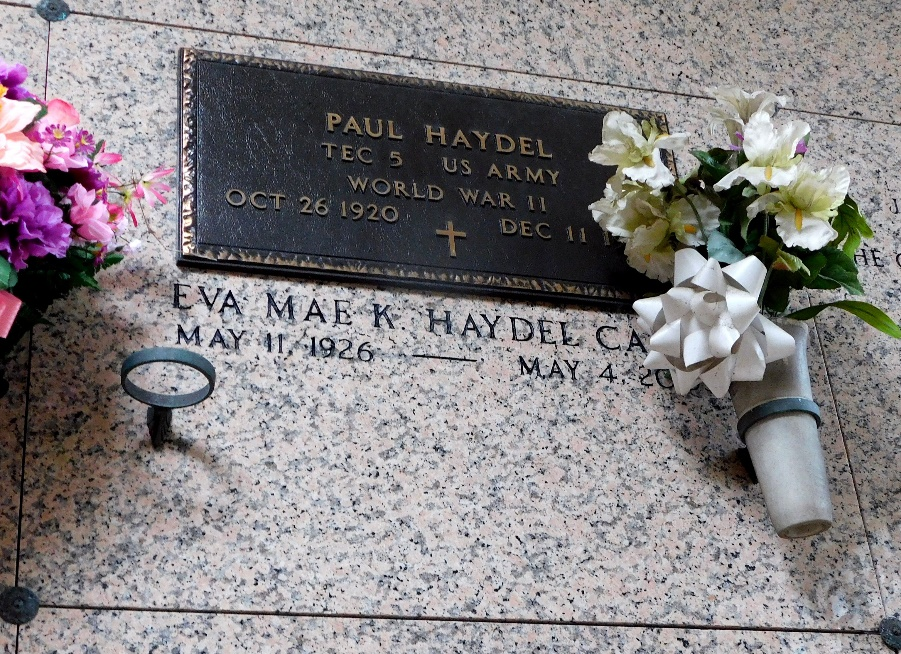 PAUL HAYDEL
TEC 5 US ARMY
WORLD WAR II
OCT 26 1920 DEC 11
EVA MAE K. HAYDEL
MAY 11, 1926 — MAY 4,